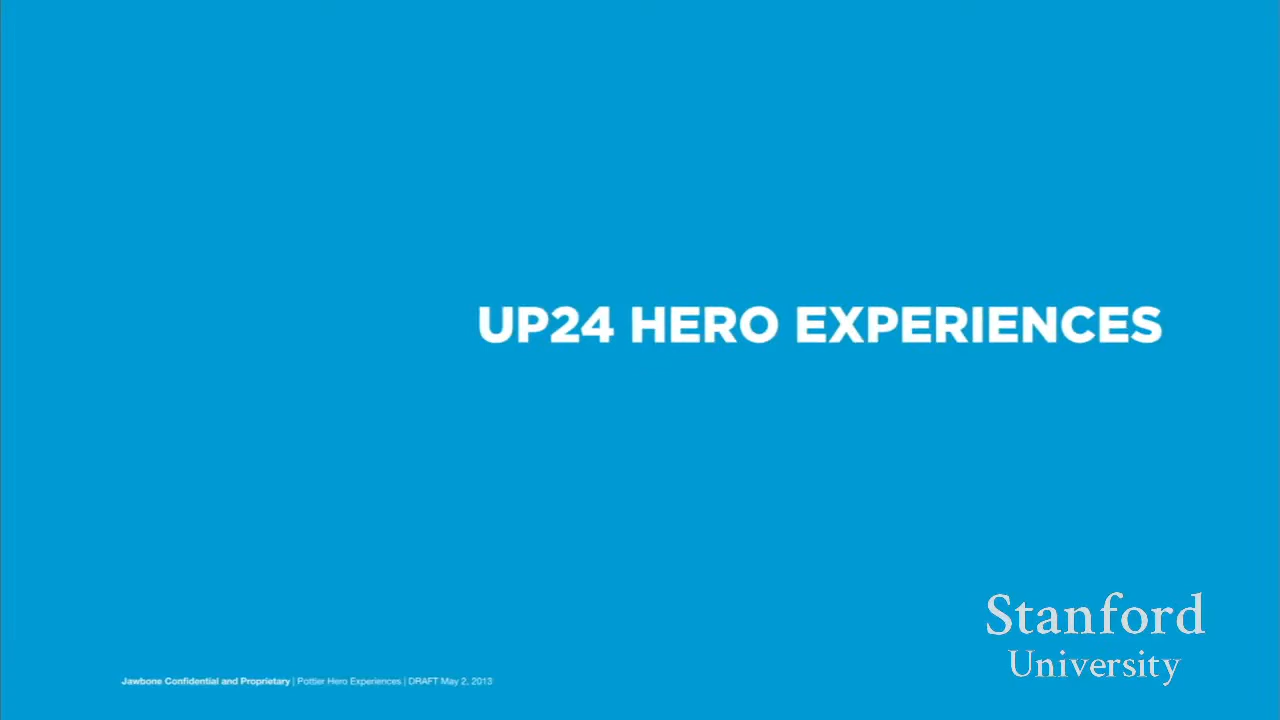 UP24 HERO EXPERIENCES
Stanford
University
Jawbone Confidential and Proprietary | Pottier Hero Experiences | DRAFT May 2, 2013